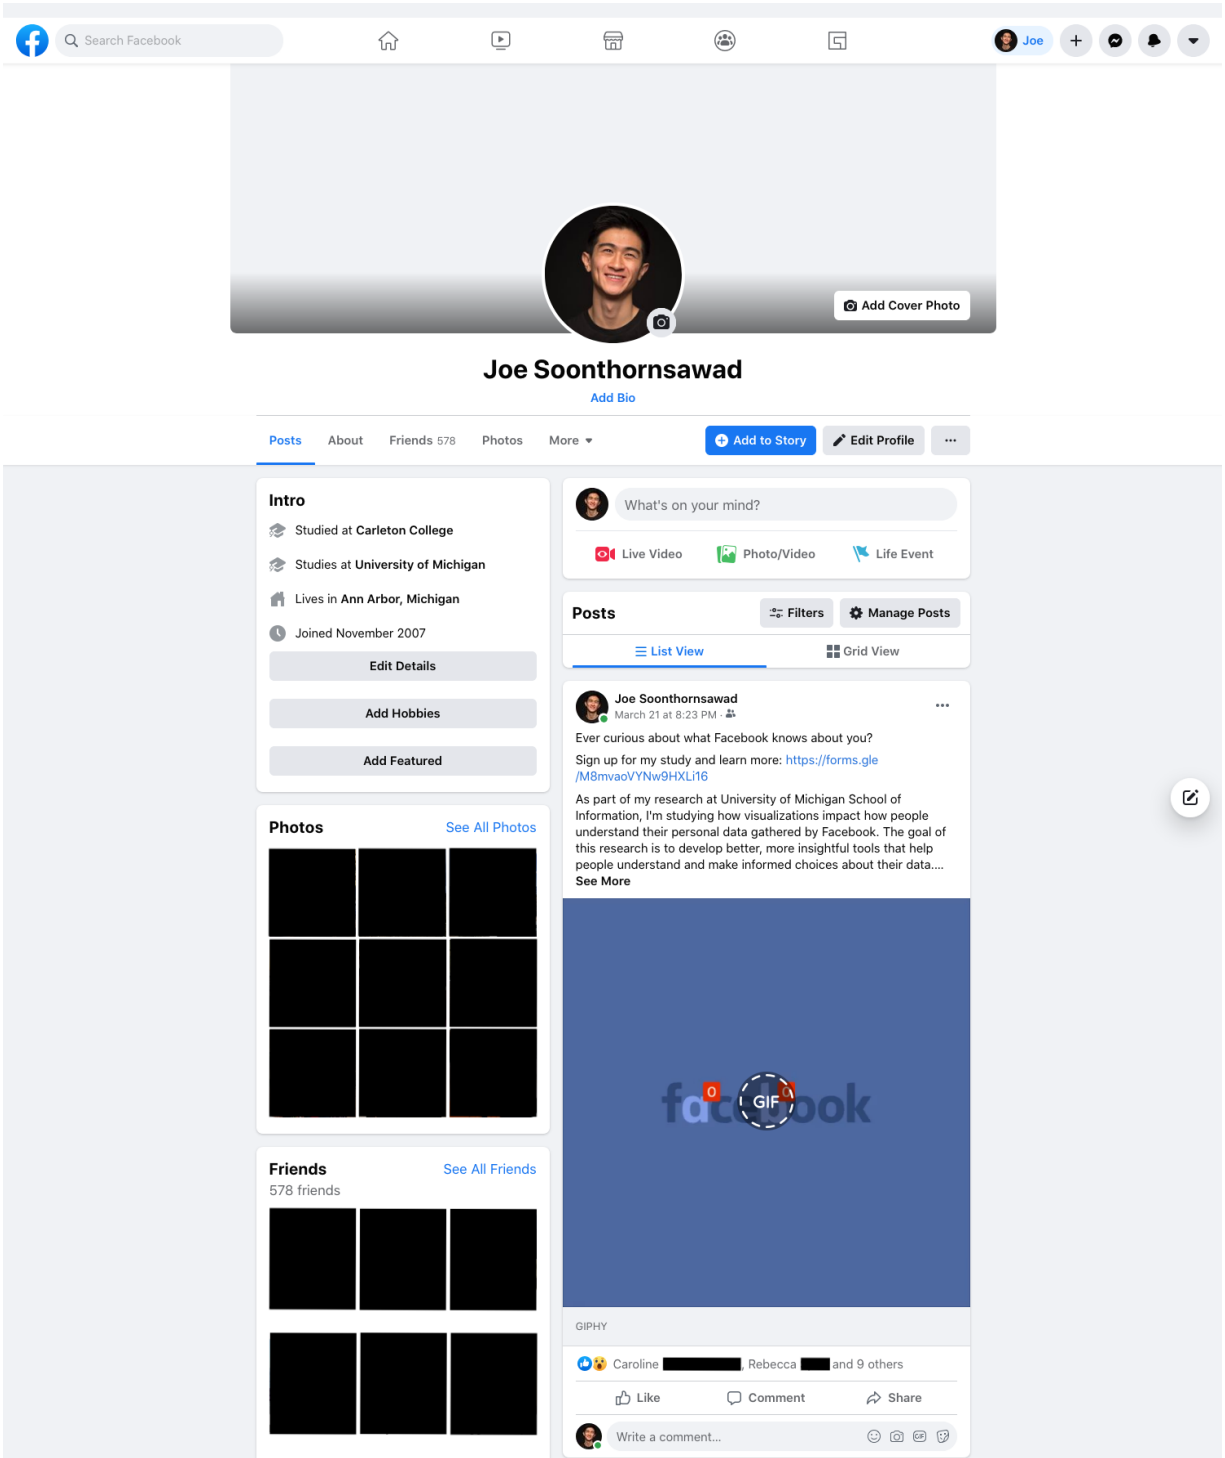 Search Facebook
Joe
Add Cover Photo
Joe Soonthornsawad
Add Bio
Posts About Friends 578 Photos More
Add to Story Edit Profile
Intro
Studied at Carleton College
Studies at University of Michigan
Lives in Ann Arbor, Michigan
Joined November 2007
Edit Details
Add Hobbies
Add Featured
Photos See All Photos
Friends See All Friends
578 friends
What's on your mind?
Live Video Photo/Video Life Event
Posts Filters Manage Posts
List View Grid View
Joe Soonthornsawad
March 21 at 8:23 PM ·
Ever curious about what Facebook knows about you?
Sign up for my study and learn more: https://forms.gle
/M8mvaoVYNw9HXLi16
As part of my research at University of Michigan School of
Information, I'm studying how visualizations impact how people
understand their personal data gathered by Facebook. The goal of
this research is to develop better, more insightful tools that help
people understand and make informed choices about their data....
See More
0 0
facebook
GIF
GIPHY
Caroline , Rebecca and 9 others
Like Comment Share
Write a comment...
GIF